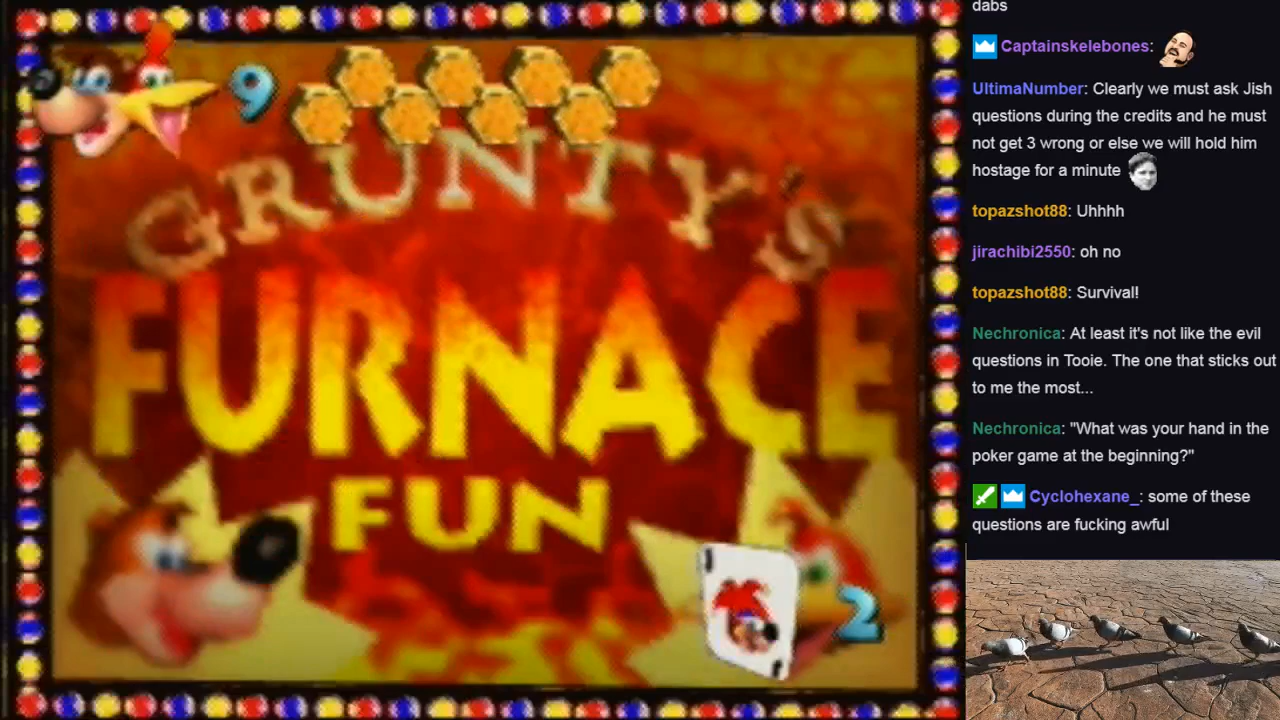 9
GRUNTY'S
FURNACE
FUN
2
dabs
Captainskelebones:
UltimaNumber: Clearly we must ask Jish
questions during the credits and he must
not get 3 wrong or else we will hold him
hostage for a minute
topazshot88: Uhhhh
jirachibi2550: oh no
topazshot88: Survival!
Nechronica: At least it's not like the evil
questions in Tooie. The one that sticks out
to me the most...
Nechronica: "What was your hand in the
poker game at the beginning?"
Cyclohexane_: some of these
questions are fucking awful